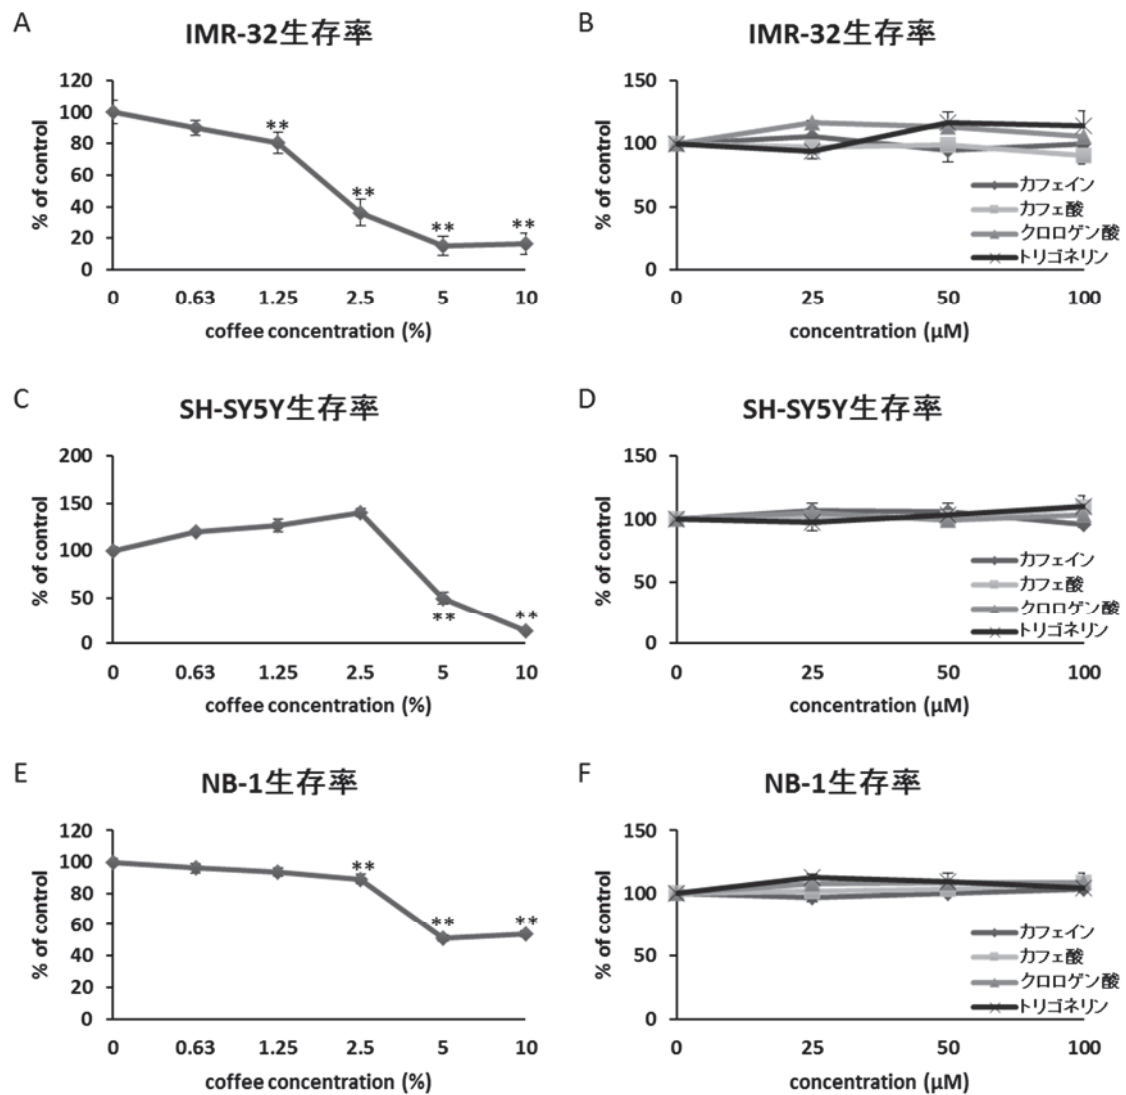 A
IMR-32生存率
120
100
80
60
40
20
0
% of control
**
**
**
**
0 0.63 1.25 2.5 5 10
coffee concentration (%)
B
IMR-32生存率
150
100
50
0
% of control
カフェイン
カフェ酸
クロロゲン酸
トリゴネリン
0 25 50 100
concentration (µM)
C
SH-SY5Y生存率
200
150
100
50
0
% of control
**
**
0 0.63 1.25 2.5 5 10
coffee concentration (%)
D
SH-SY5Y生存率
150
100
50
0
% of control
カフェイン
カフェ酸
クロロゲン酸
トリゴネリン
0 25 50 100
concentration (µM)
E
NB-1生存率
120
100
80
60
40
20
0
% of control
**
**
**
0 0.63 1.25 2.5 5 10
coffee concentration (%)
F
NB-1生存率
150
100
50
0
% of control
カフェイン
カフェ酸
クロロゲン酸
トリゴネリン
0 25 50 100
concentration (µM)